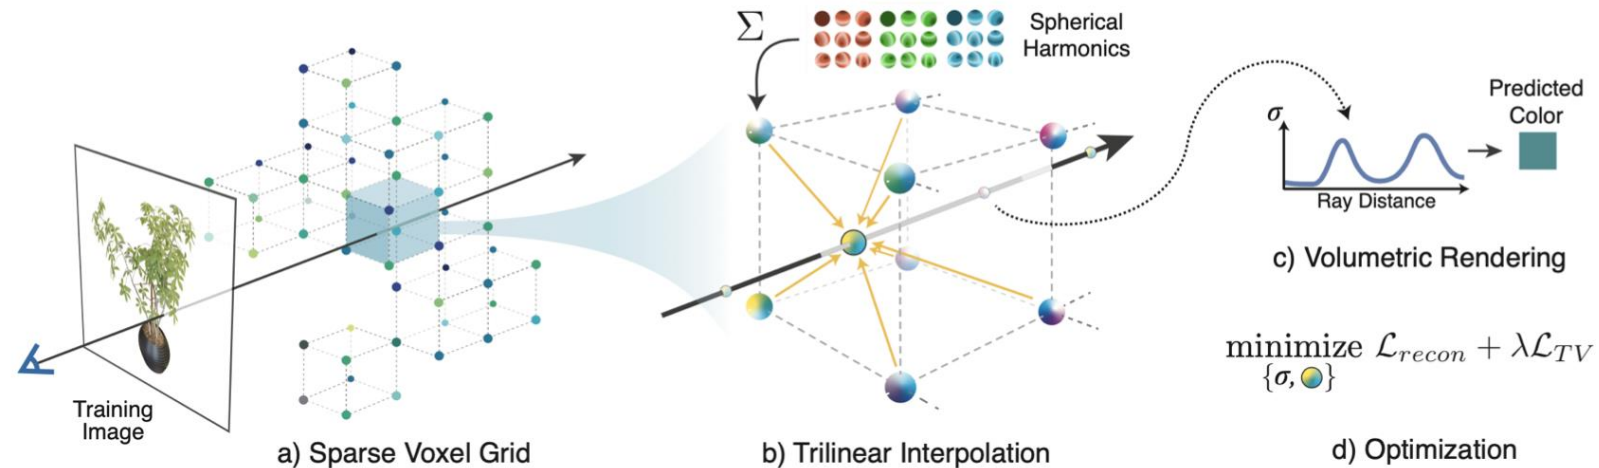 Training
Image
a) Sparse Voxel Grid
Σ
Spherical
Harmonics
b) Trilinear Interpolation
σ
Ray Distance
Predicted
Color
c) Volumetric Rendering
minimize ℒ_recon + λℒ_TV
{σ, }
d) Optimization